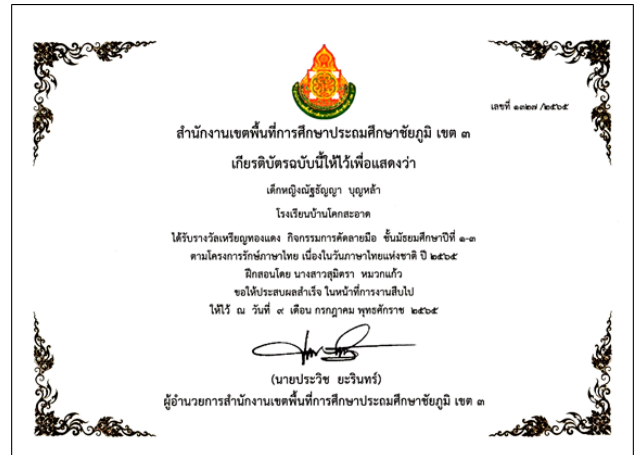 เลขที่ ๑๓๒๗ /๒๕๖๕
สำนักงานเขตพื้นที่การศึกษาประถมศึกษาชัยภูมิ เขต ๓
เกียรติบัตรฉบับนี้ให้ไว้เพื่อแสดงว่า
เด็กหญิงณัฐธัญญา บุญหล้า
โรงเรียนบ้านโคกสะอาด
ได้รับรางวัลเหรียญทองแดง กิจกรรมการคัดลายมือ ชั้นมัธยมศึกษาปีที่ ๑-๓
ตามโครงการรักษ์ภาษาไทย เนื่องในวันภาษาไทยแห่งชาติ ปี ๒๕๖๕
ฝึกสอนโดย นางสาวสุมิตรา หมวกแก้ว
ขอให้ประสบผลสำเร็จ ในหน้าที่การงานสืบไป
ให้ไว้ ณ วันที่ ๙ เดือน กรกฎาคม พุทธศักราช ๒๕๖๕
(นายประวิช ยะรินทร์)
ผู้อำนวยการสำนักงานเขตพื้นที่การศึกษาประถมศึกษาชัยภูมิ เขต ๓